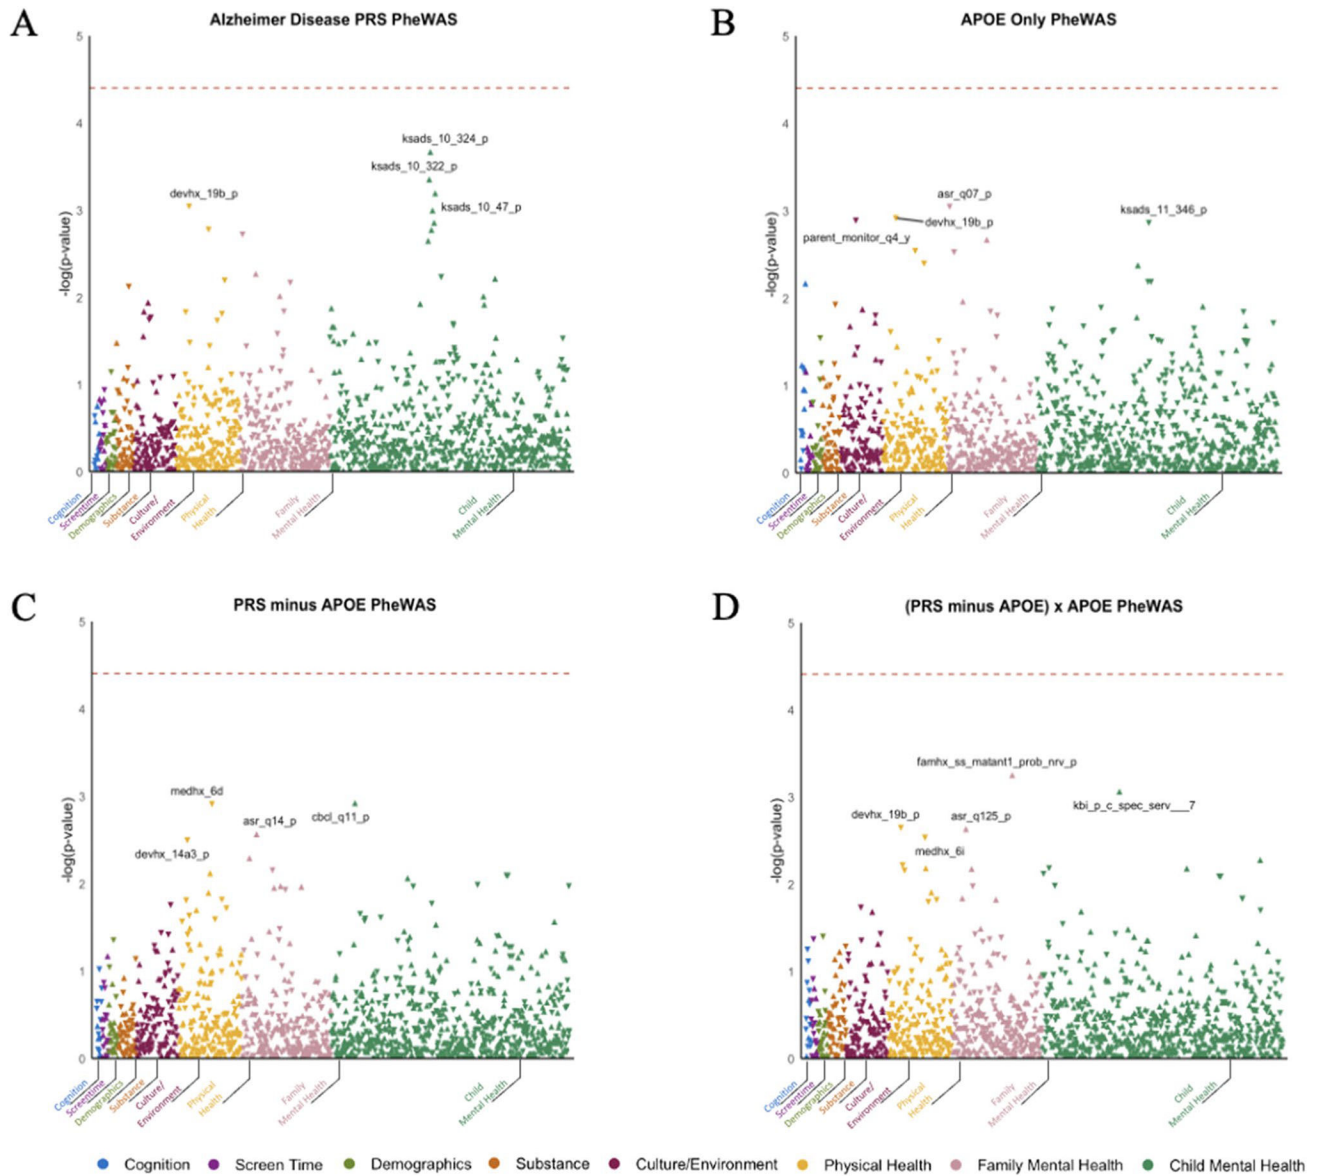 A
Alzheimer Disease PRS PheWAS
5
4
3
2
1
0
-log(p-value)
ksads_10_324_p
ksads_10_322_p
devhx_19b_p
ksads_10_47_p
Cognition
Screentime
Demographics
Substance
Culture/
Environment
Physical
Health
Family
Mental Health
Child
Mental Health
B
APOE Only PheWAS
5
4
3
2
1
0
-log(p-value)
asr_q07_p
ksads_11_346_p
devhx_19b_p
parent_monitor_q4_y
Cognition
Screentime
Demographics
Substance
Culture/
Environment
Physical
Health
Family
Mental Health
Child
Mental Health
C
PRS minus APOE PheWAS
5
4
3
2
1
0
-log(p-value)
medhx_6d
cbcl_q11_p
asr_q14_p
devhx_14a3_p
Cognition
Screentime
Demographics
Substance
Culture/
Environment
Physical
Health
Family
Mental Health
Child
Mental Health
D
(PRS minus APOE) x APOE PheWAS
5
4
3
2
1
0
-log(p-value)
famhx_ss_matant1_prob_nrv_p
kbi_p_c_spec_serv___7
devhx_19b_p
asr_q125_p
medhx_6i
Cognition
Screentime
Demographics
Substance
Culture/
Environment
Physical
Health
Family
Mental Health
Child
Mental Health
Cognition
Screen Time
Demographics
Substance
Culture/Environment
Physical Health
Family Mental Health
Child Mental Health